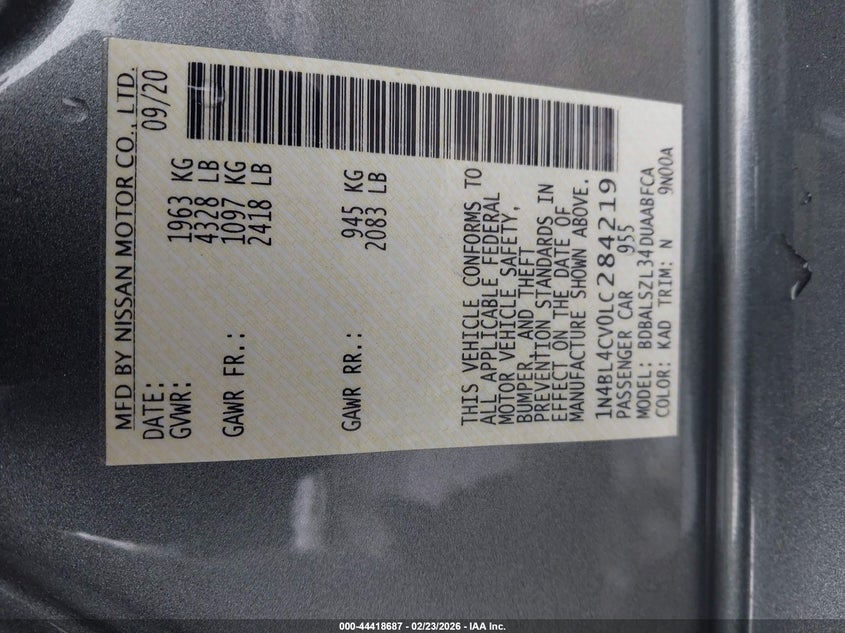 MFD BY NISSAN MOTOR CO., LTD.
DATE: 09/20
GVWR: 1963 KG
4328 LB
GAWR FR.: 1097 KG
2418 LB
GAWR RR.: 945 KG
2083 LB
THIS VEHICLE CONFORMS TO
ALL APPLICABLE FEDERAL
MOTOR VEHICLE SAFETY,
BUMPER, AND THEFT
PREVENTION STANDARDS IN
EFFECT ON THE DATE OF
MANUFACTURE SHOWN ABOVE.
1N4BL4CV0LC284219
PASSENGER CAR 955
MODEL: BDBALSZL34DUAABFCA
COLOR: KAD TRIM: N 9N00A
000-44418687 - 02/23/2026 - IAA Inc.